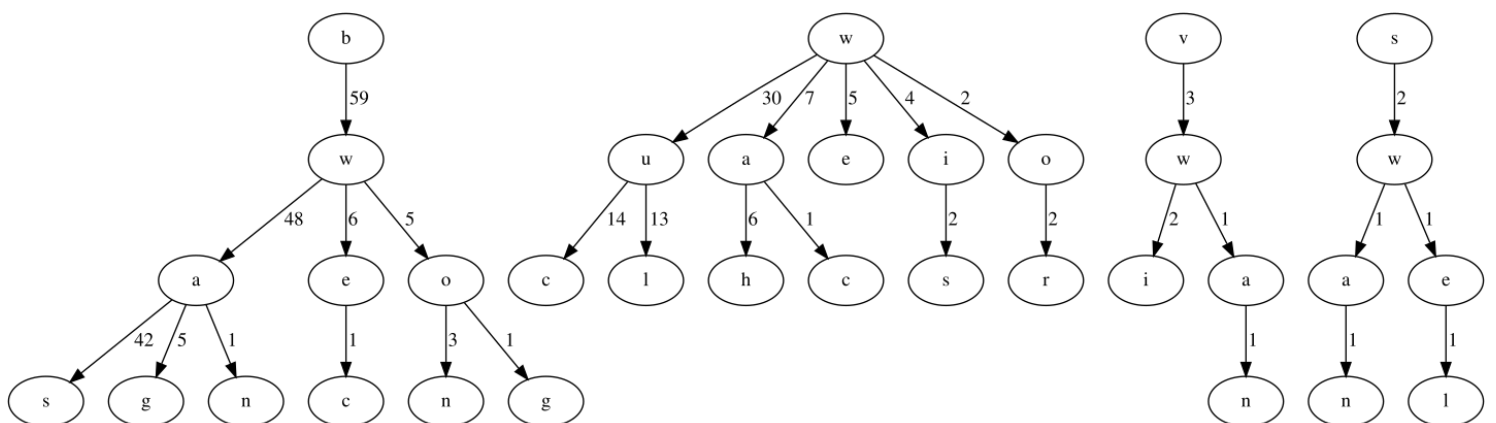 b w v s
59 30 7 5 4 2 3 2
w u a e i o w w
48 6 5 14 13 6 1 2 2 2 1 1 1
a e o c l h c s r i a a e
42 5 1 1 3 1 1 1 1
s g n c n g n n l